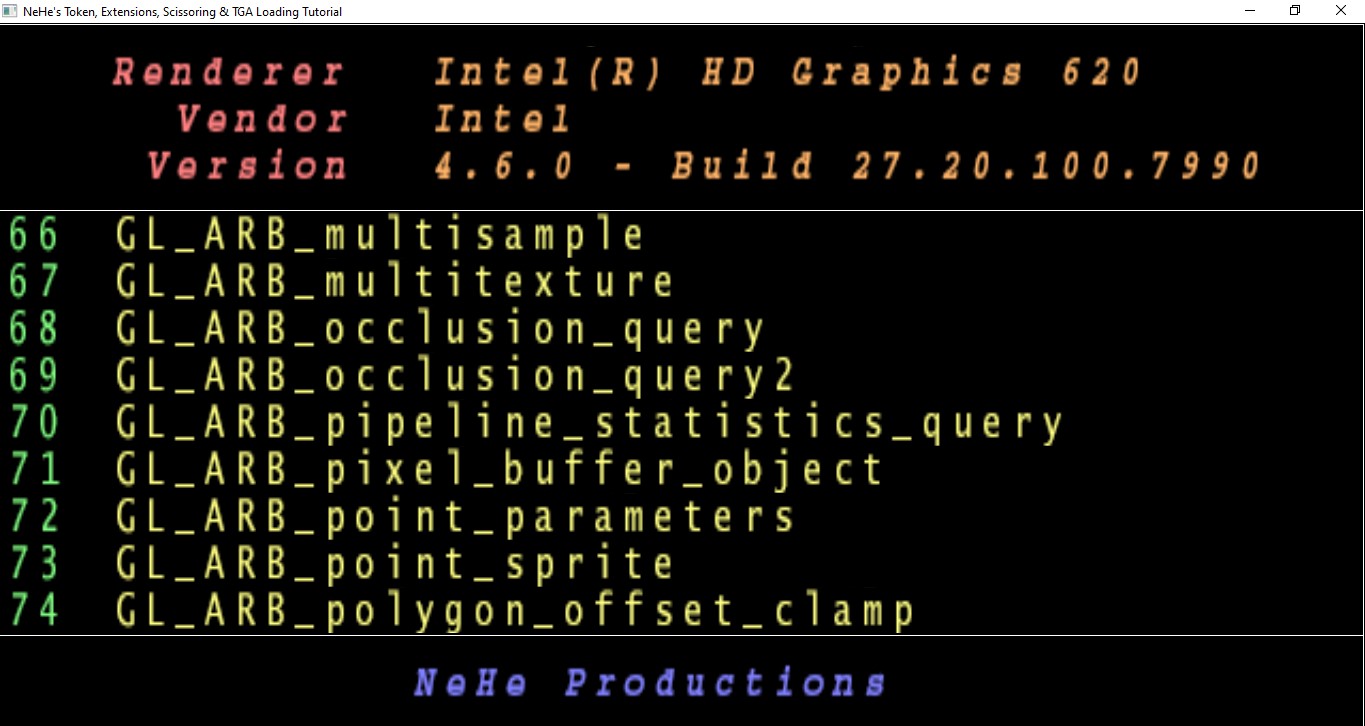 NeHe's Token, Extensions, Scissoring & TGA Loading Tutorial
Renderer Intel(R) HD Graphics 620
Vendor Intel
Version 4.6.0 - Build 27.20.100.7990
66 GL_ARB_multisample
67 GL_ARB_multitexture
68 GL_ARB_occlusion_query
69 GL_ARB_occlusion_query2
70 GL_ARB_pipeline_statistics_query
71 GL_ARB_pixel_buffer_object
72 GL_ARB_point_parameters
73 GL_ARB_point_sprite
74 GL_ARB_polygon_offset_clamp
NeHe Productions